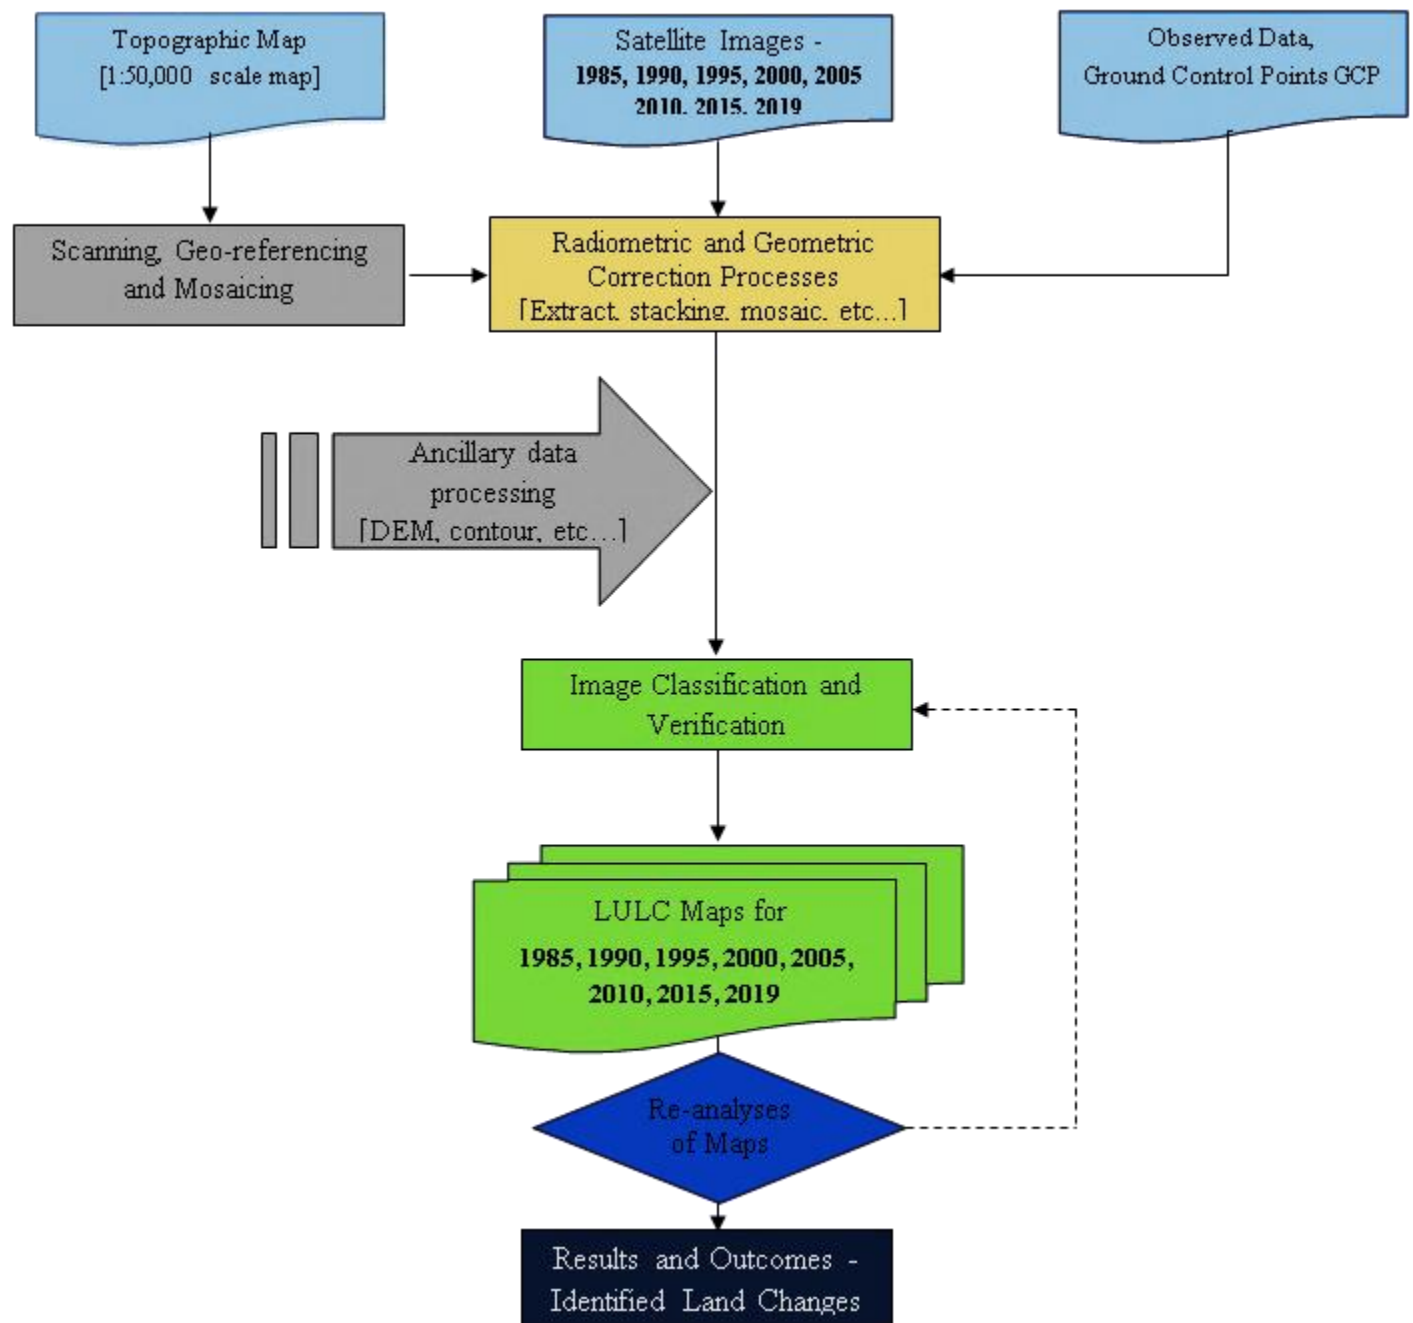 Topographic Map
[1:50,000 scale map]
Satellite Images -
1985, 1990, 1995, 2000, 2005
2010, 2015, 2019
Observed Data,
Ground Control Points GCP
Scanning, Geo-referencing
and Mosaicing
Radiometric and Geometric
Correction Processes
[Extract, stacking, mosaic, etc...]
Ancillary data
processing
[DEM, contour, etc...]
Image Classification and
Verification
LULC Maps for
1985, 1990, 1995, 2000, 2005,
2010, 2015, 2019
Re-analyses
of Maps
Results and Outcomes -
Identified Land Changes